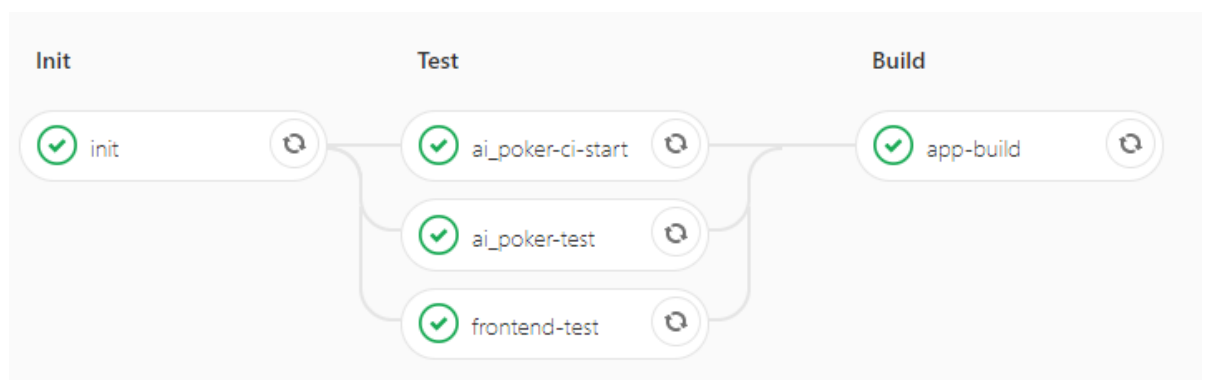 Init
Test
Build
init
ai_poker-ci-start
app-build
ai_poker-test
frontend-test